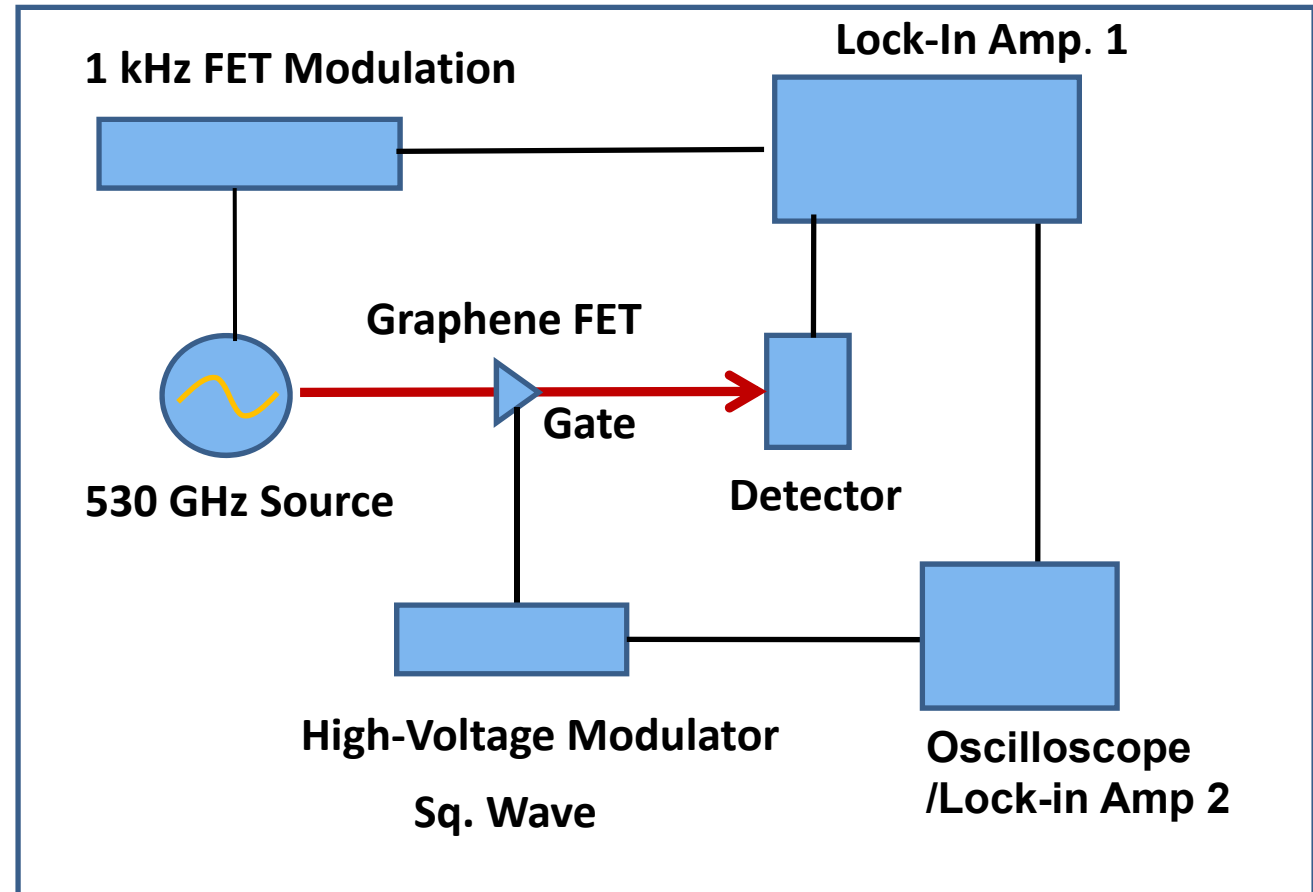 1 kHz FET Modulation
Lock-In Amp. 1
Graphene FET
Gate
530 GHz Source
Detector
High-Voltage Modulator
Sq. Wave
Oscilloscope
/Lock-in Amp 2